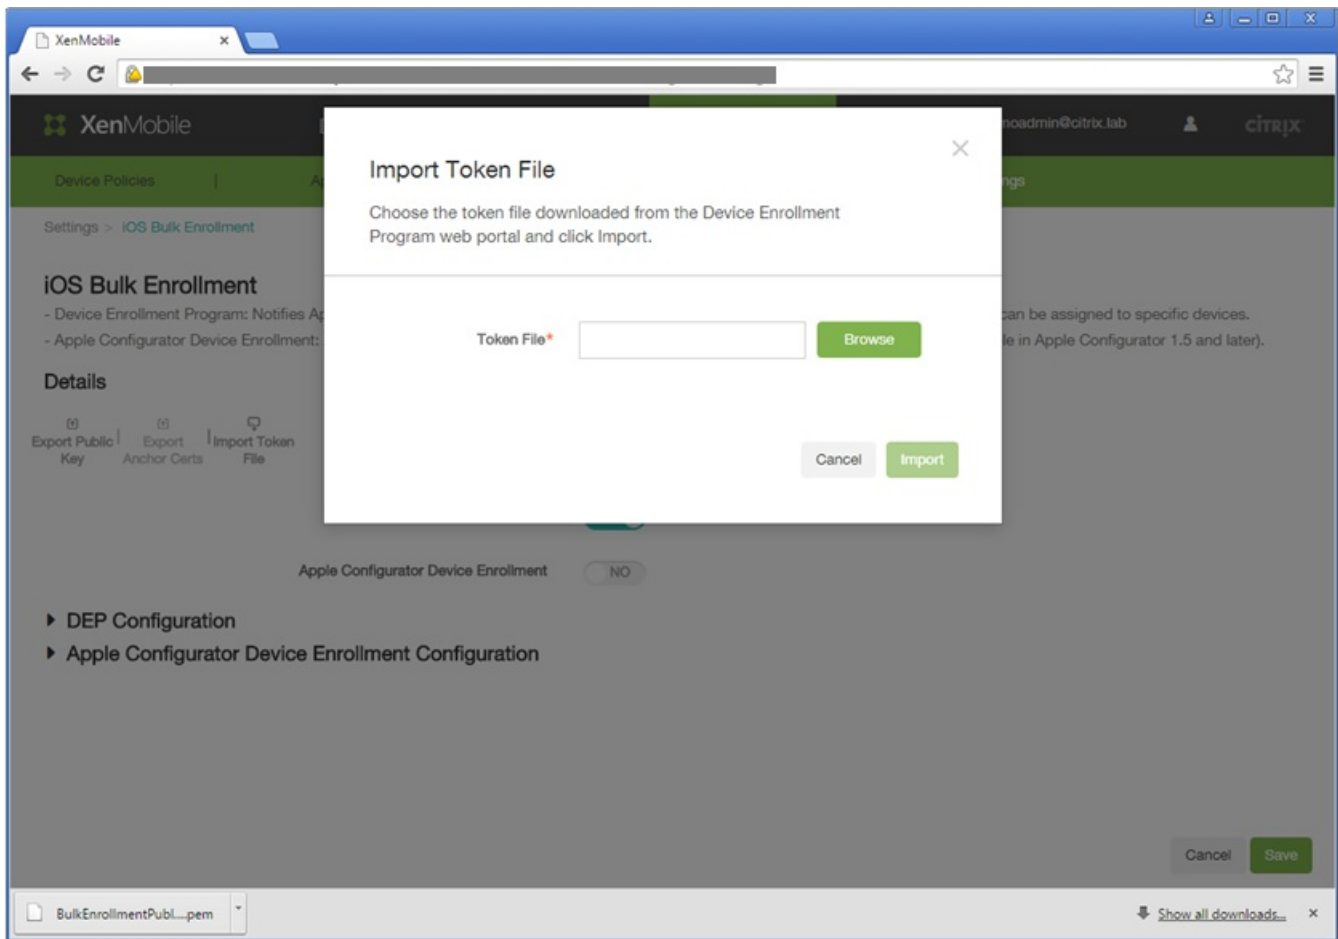 XenMobile
XenMobile
noadmin@citrix.lab
CITRIX
Device Policies
ngs
Settings > iOS Bulk Enrollment
Import Token File
Choose the token file downloaded from the Device Enrollment
Program web portal and click Import.
Token File*
Browse
Cancel
Import
iOS Bulk Enrollment
- Device Enrollment Program: Notifies Ap
can be assigned to specific devices.
- Apple Configurator Device Enrollment:
le in Apple Configurator 1.5 and later).
Details
Export Public
Key
Export
Anchor Certs
Import Token
File
Apple Configurator Device Enrollment
NO
DEP Configuration
Apple Configurator Device Enrollment Configuration
Cancel
Save
BulkEnrollmentPubl....pem
Show all downloads...